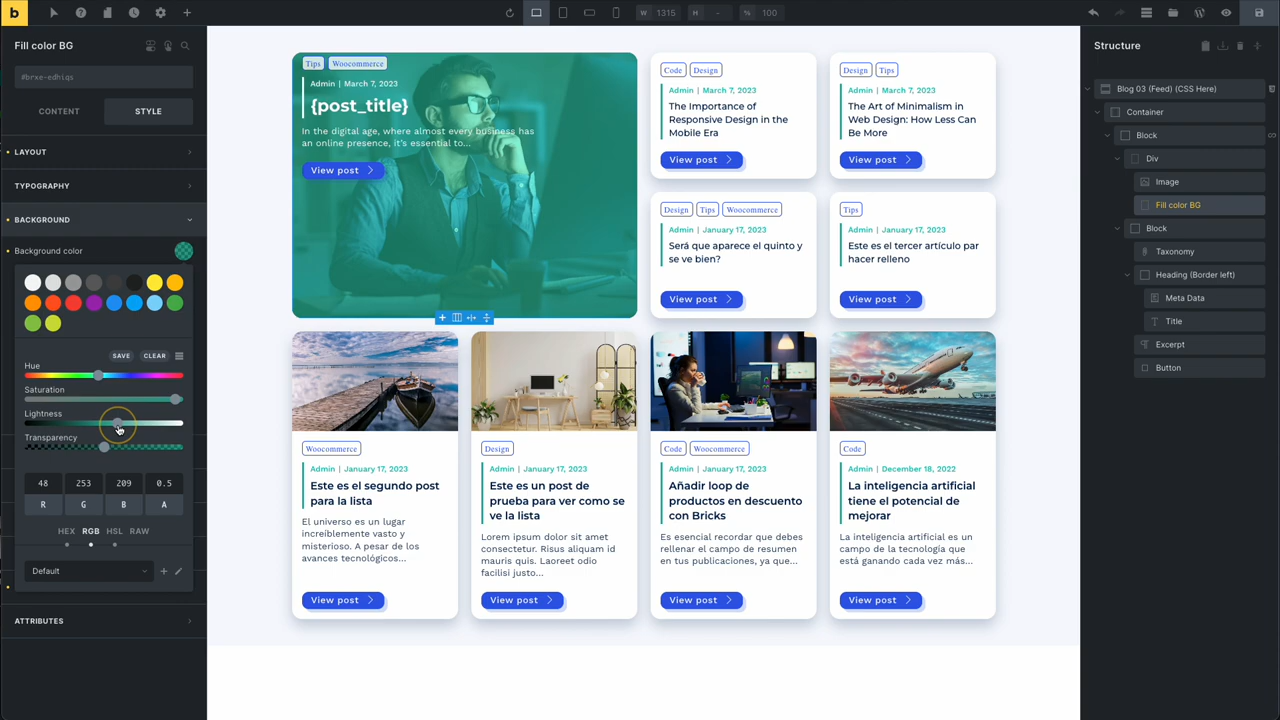 b
W 1315 H - % 100
Fill color BG
#brxe-edhiqs
CONTENT STYLE
LAYOUT
TYPOGRAPHY
BACKGROUND
Background color
SAVE CLEAR
Hue
Saturation
Lightness
Transparency
48 253 209 0.5
R G B A
HEX RGB HSL RAW
Default
ATTRIBUTES
Tips Woocommerce
Admin | March 7, 2023
{post_title}
In the digital age, where almost every business has
an online presence, it's essential to...
View post
Code Design
Admin | March 7, 2023
The Importance of
Responsive Design in the
Mobile Era
View post
Design Tips
Admin | March 7, 2023
The Art of Minimalism in
Web Design: How Less Can
Be More
View post
Design Tips Woocommerce
Admin | January 17, 2023
Será que aparece el quinto y
se ve bien?
View post
Tips
Admin | January 17, 2023
Este es el tercer artículo par
hacer relleno
View post
Woocommerce
Admin | January 17, 2023
Este es el segundo post
para la lista
El universo es un lugar
increíblemente vasto y
misterioso. A pesar de los
avances tecnológicos...
View post
Design
Admin | January 17, 2023
Este es un post de
prueba para ver como se
ve la lista
Lorem ipsum dolor sit amet
consectetur. Risus aliquam id
mauris quis. Laoreet odio
facilisi justo...
View post
Code Woocommerce
Admin | January 17, 2023
Añadir loop de
productos en descuento
con Bricks
Es esencial recordar que debes
rellenar el campo de resumen
en tus publicaciones, ya que...
View post
Code
Admin | December 18, 2022
La inteligencia artificial
tiene el potencial de
mejorar
La inteligencia artificial es un
campo de la tecnología que
está ganando cada vez más...
View post
Structure
Blog 03 (Feed) (CSS Here)
Container
Block
Div
Image
Fill color BG
Block
Taxonomy
Heading (Border left)
Meta Data
Title
Excerpt
Button